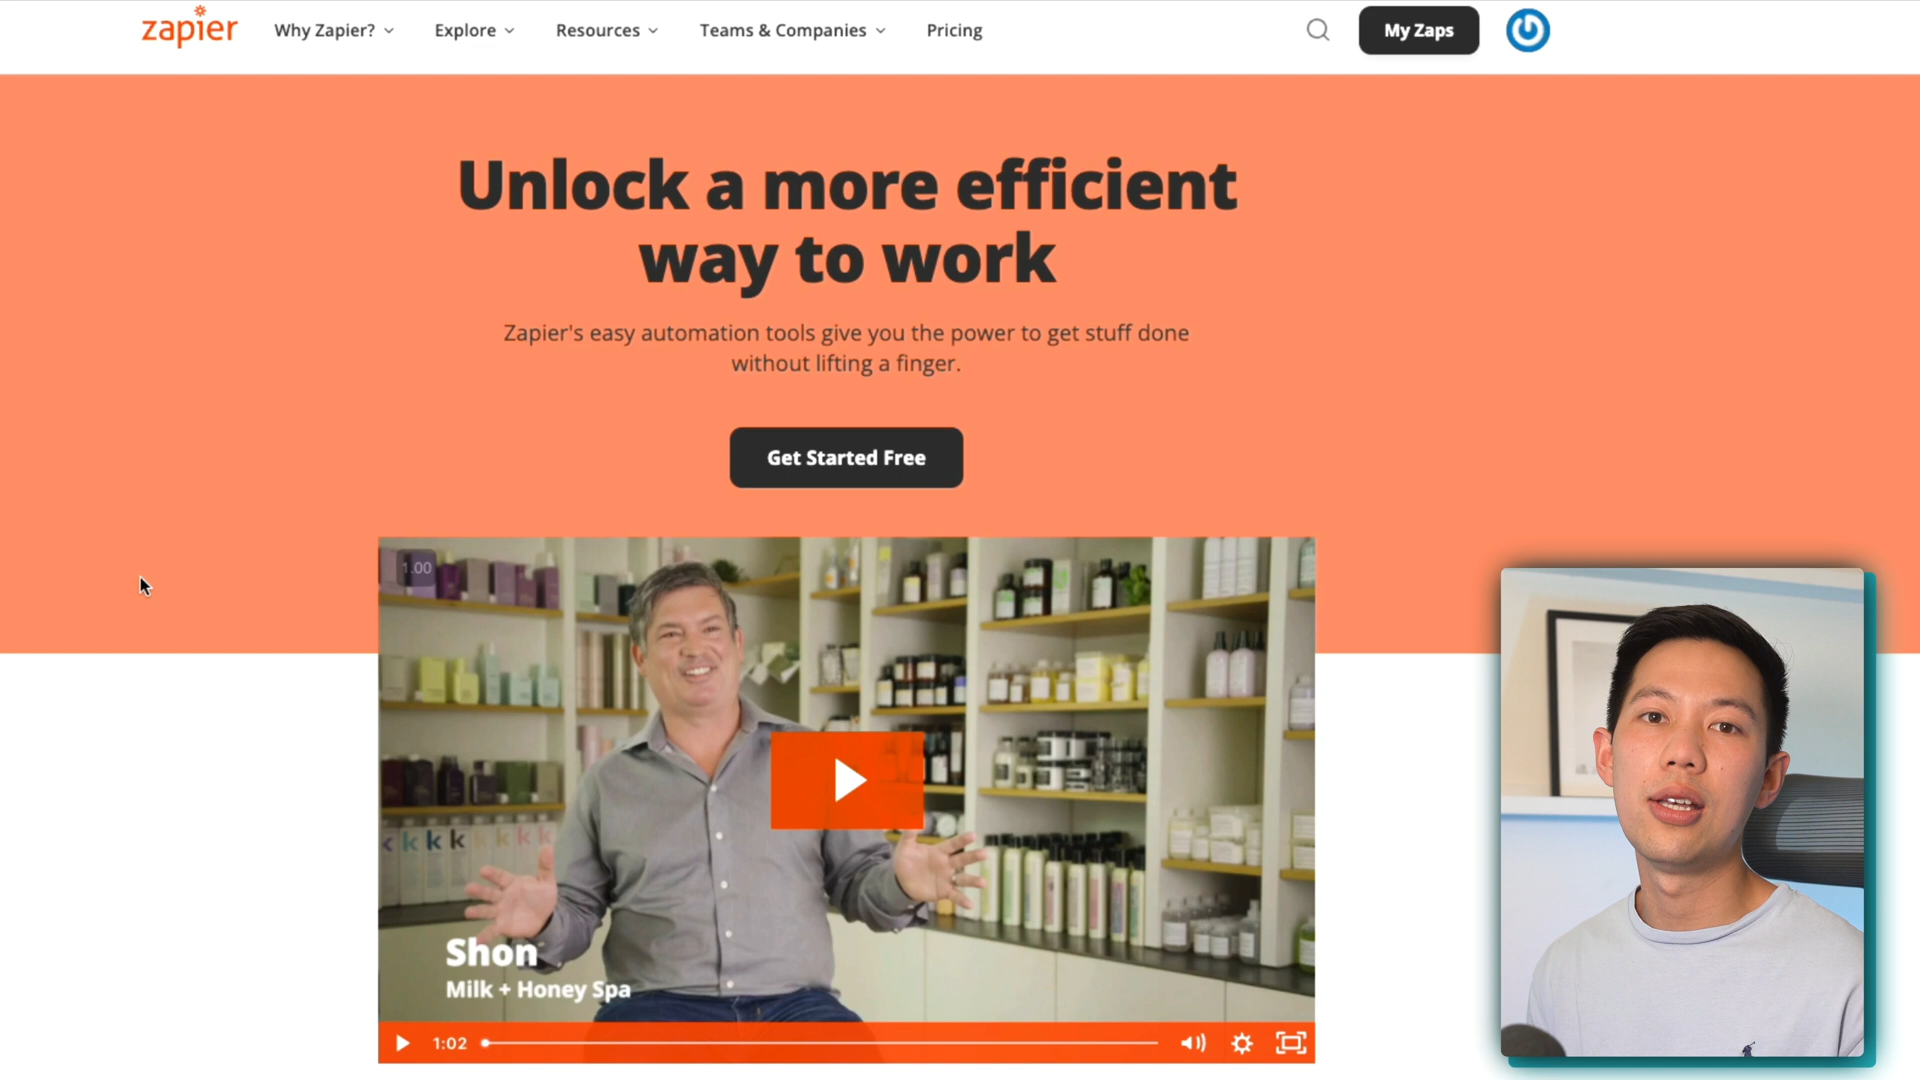 zapier
Why Zapier?
Explore
Resources
Teams & Companies
Pricing
My Zaps
Unlock a more efficient
way to work
Zapier's easy automation tools give you the power to get stuff done
without lifting a finger.
Get Started Free
1.00
k k k k
Shon
Milk + Honey Spa
1:02